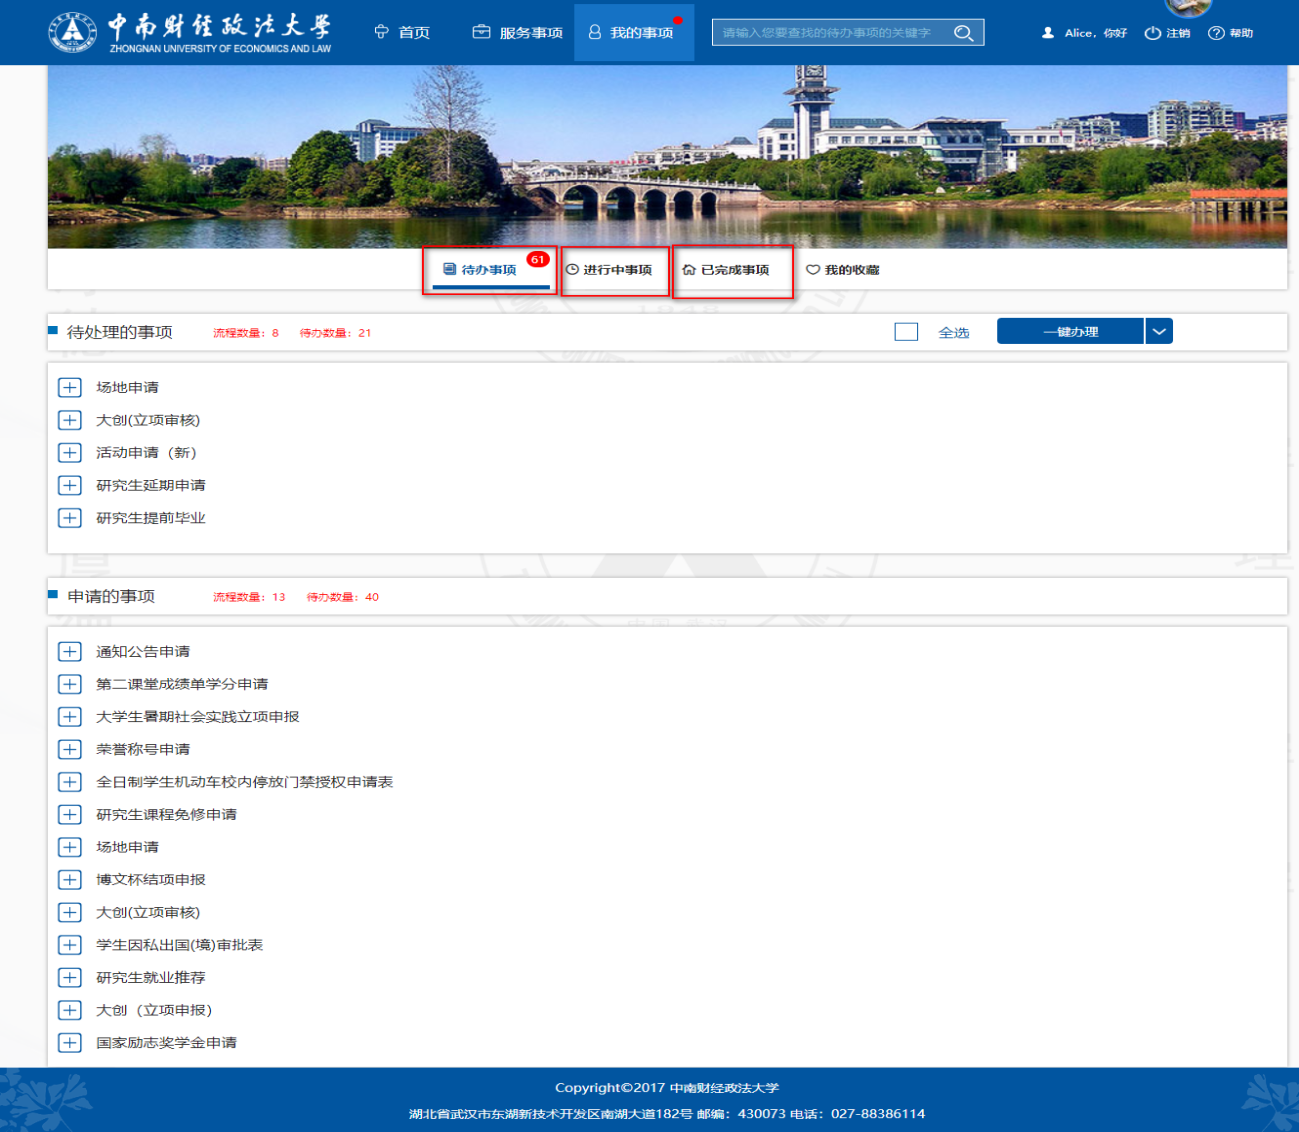 中南财经政法大学
ZHONGNAN UNIVERSITY OF ECONOMICS AND LAW
首页
服务事项
我的事项
请输入您要查找的待办事项的关键字
Alice，你好
注销
帮助
待办事项
61
进行中事项
已完成事项
我的收藏
待处理的事项
流程数量：8
待办数量：21
全选
一键办理
场地申请
大创(立项审核)
活动申请（新）
研究生延期申请
研究生提前毕业
申请的事项
流程数量：13
待办数量：40
通知公告申请
第二课堂成绩单学分申请
大学生暑期社会实践立项申报
荣誉称号申请
全日制学生机动车校内停放门禁授权申请表
研究生课程免修申请
场地申请
博文杯结项申报
大创(立项审核)
学生因私出国(境)审批表
研究生就业推荐
大创（立项申报）
国家励志奖学金申请
Copyright©2017 中南财经政法大学
湖北省武汉市东湖新技术开发区南湖大道182号 邮编：430073 电话：027-88386114